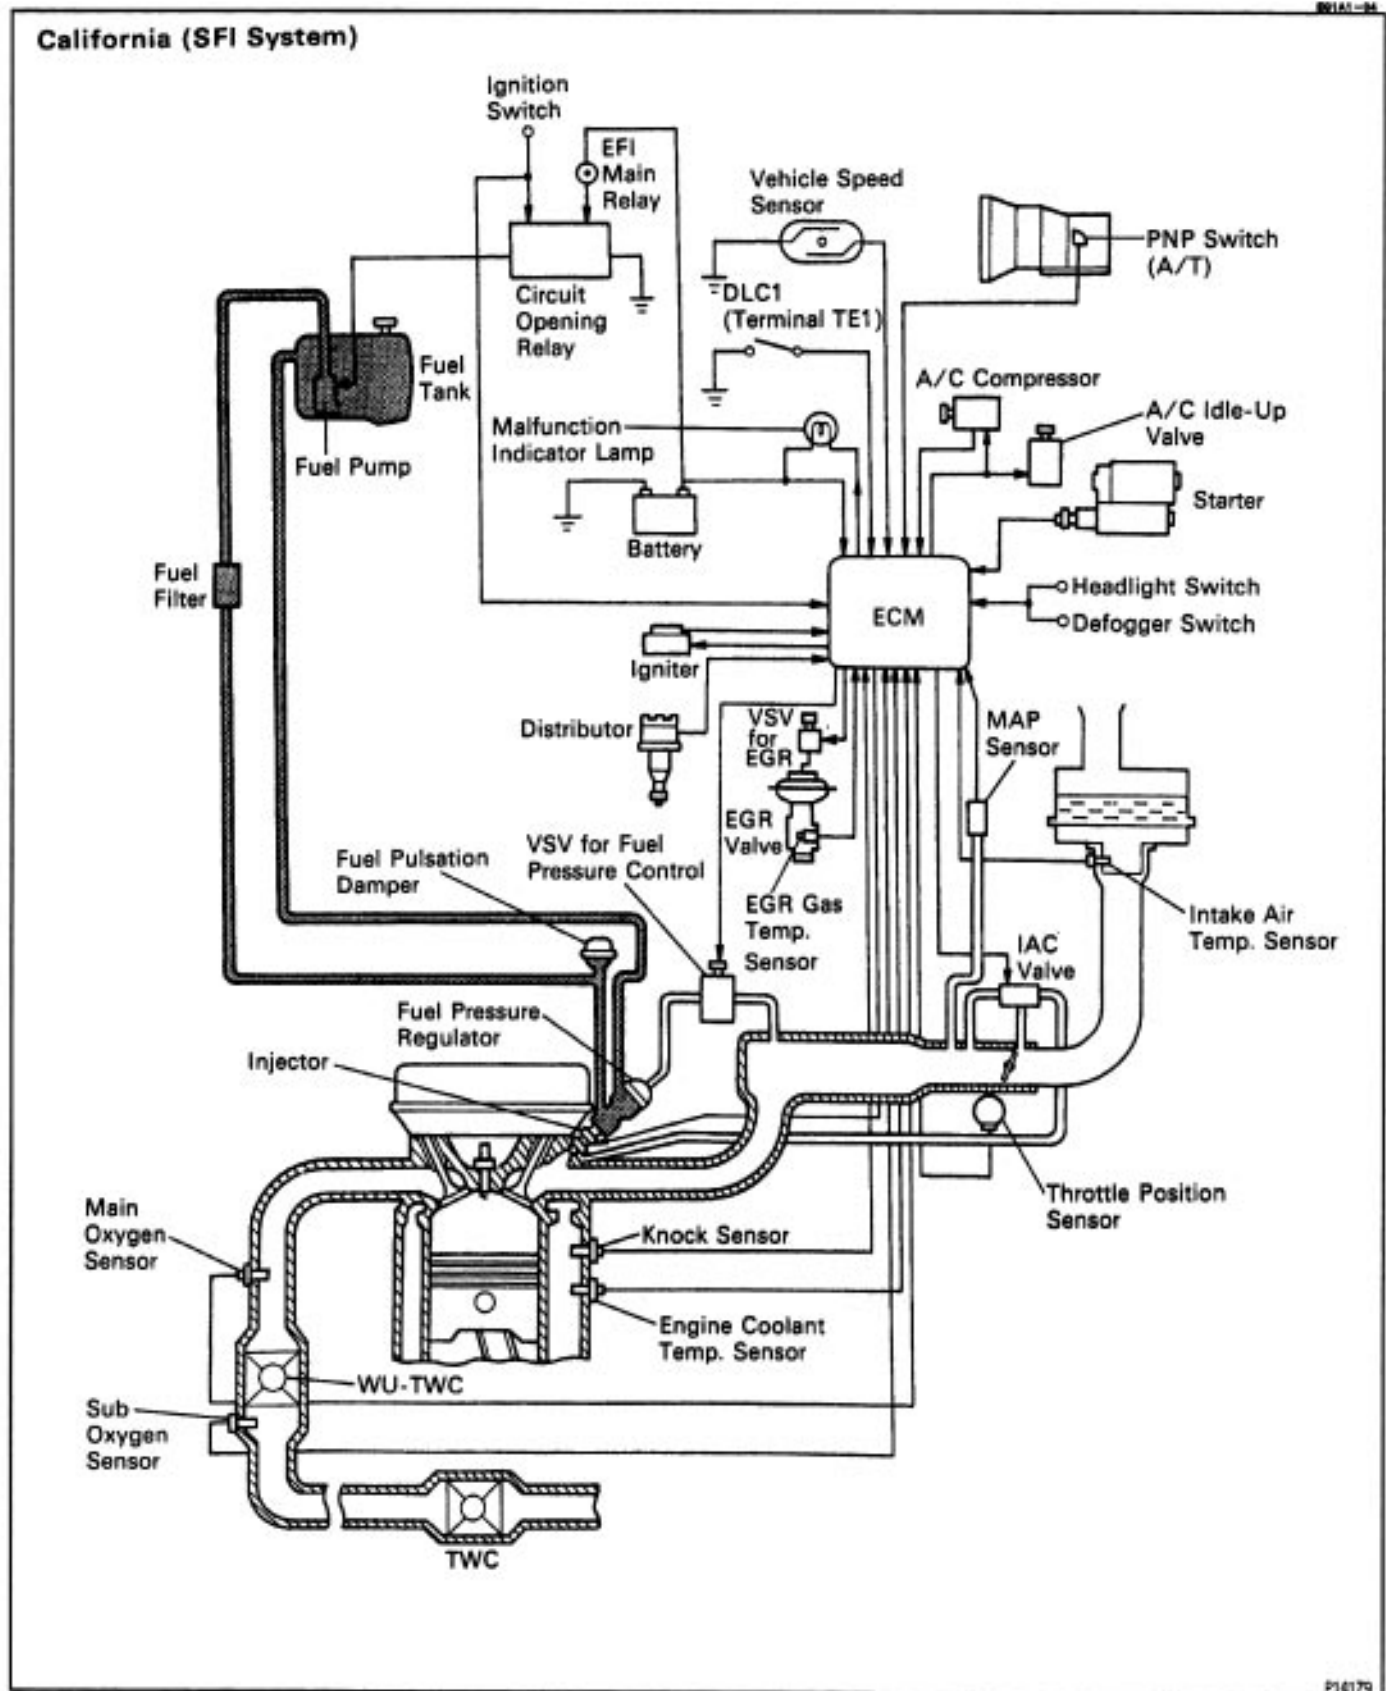 California (SFI System)
Ignition
Switch
EFI
Main
Relay
Vehicle Speed
Sensor
PNP Switch
(A/T)
Circuit
Opening
Relay
DLC1
(Terminal TE1)
Fuel
Tank
Fuel Pump
A/C Compressor
A/C Idle-Up
Valve
Malfunction
Indicator Lamp
Starter
Battery
Fuel
Filter
ECM
Headlight Switch
Defogger Switch
Igniter
Distributor
VSV
for
EGR
MAP
Sensor
EGR
Valve
VSV for Fuel
Pressure Control
Fuel Pulsation
Damper
EGR Gas
Temp.
Sensor
Intake Air
Temp. Sensor
IAC
Valve
Fuel Pressure
Regulator
Injector
Throttle Position
Sensor
Main
Oxygen
Sensor
Knock Sensor
Engine Coolant
Temp. Sensor
WU-TWC
Sub
Oxygen
Sensor
TWC
P14179